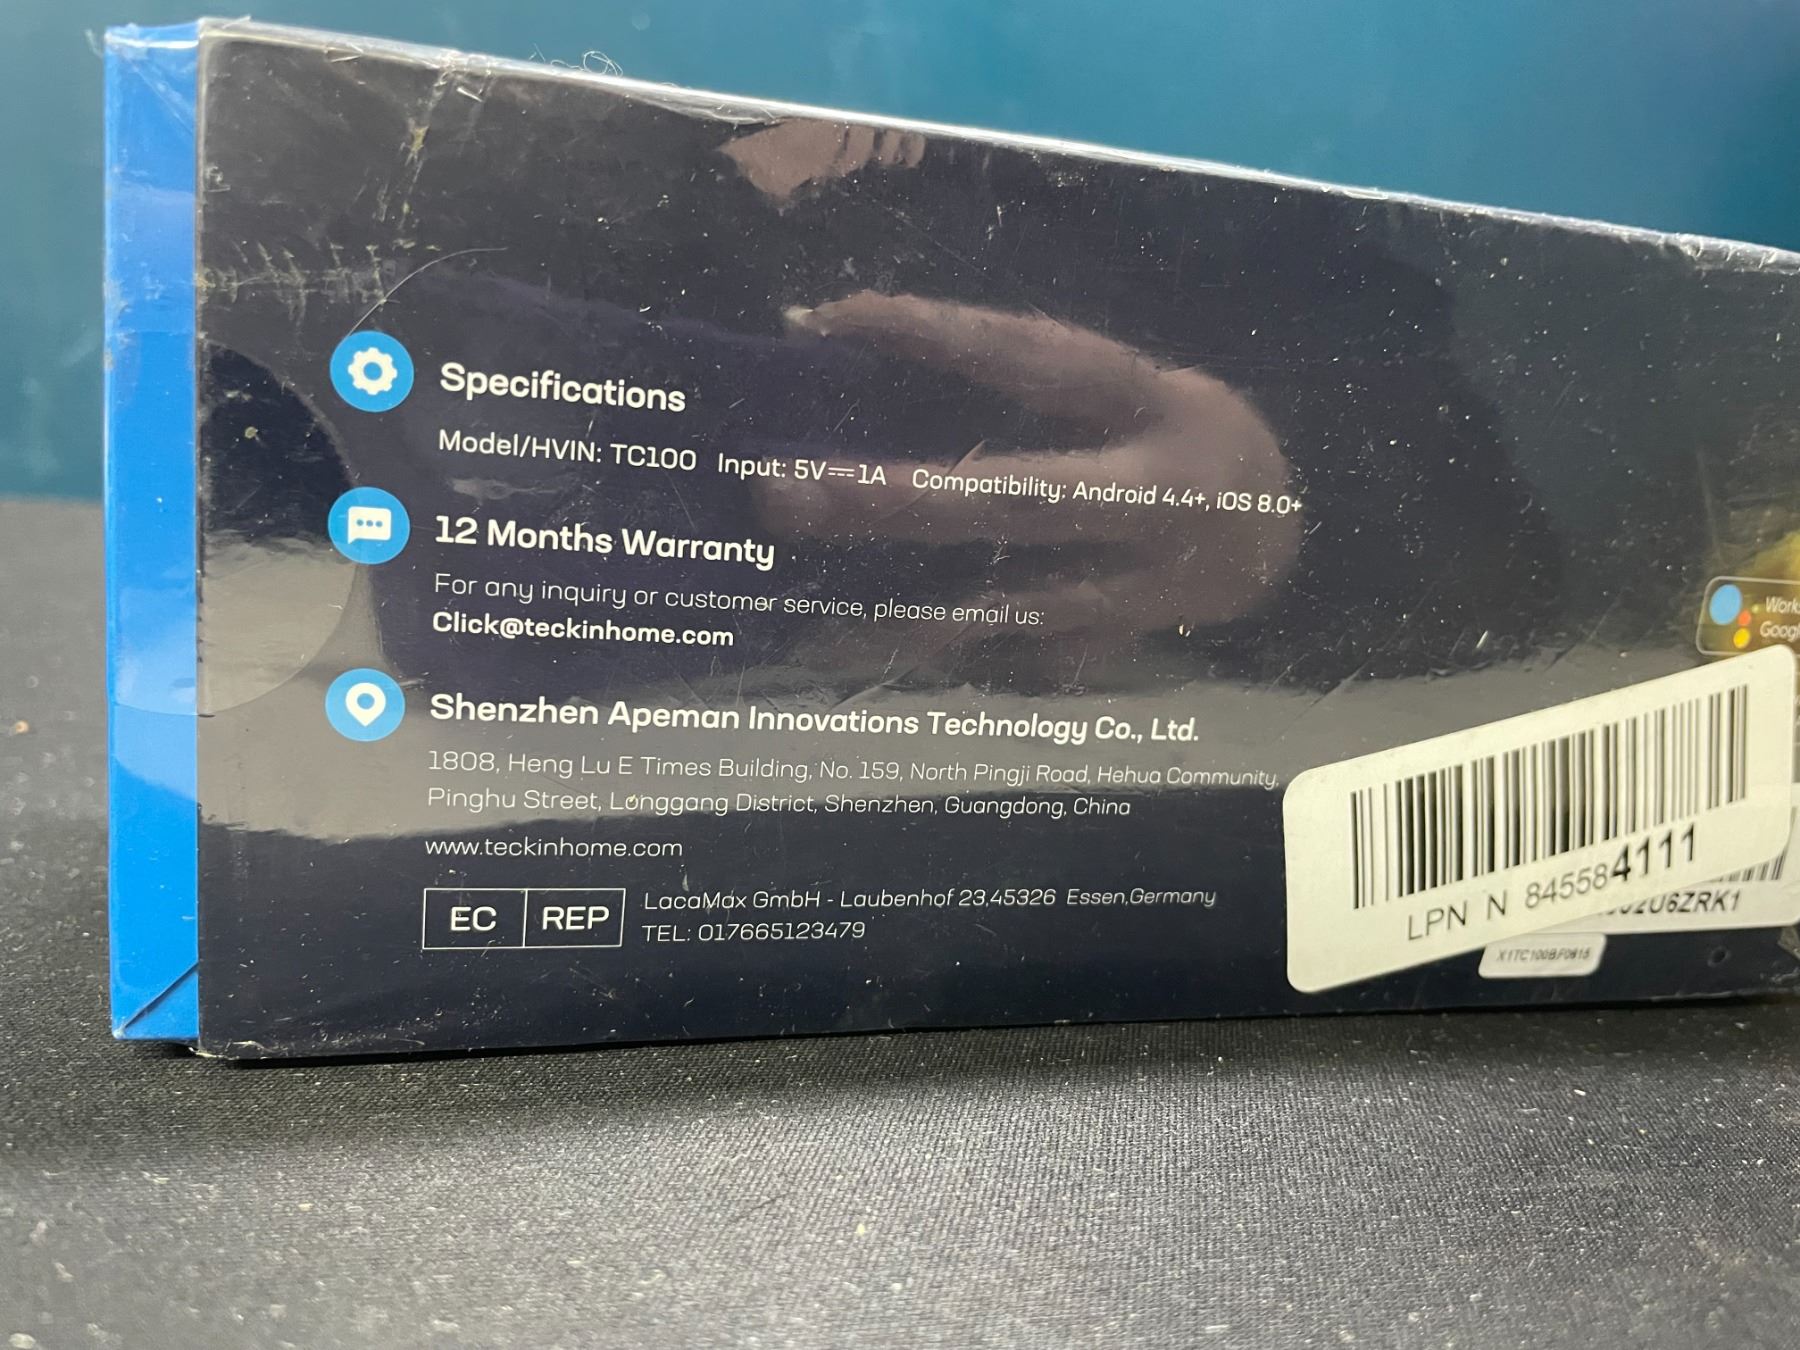 Specifications
Model/HVIN: TC100 Input: 5V⎓1A Compatibility: Android 4.4+, iOS 8.0+
12 Months Warranty
For any inquiry or customer service, please email us:
Click@teckinhome.com
Shenzhen Apeman Innovations Technology Co., Ltd.
1808, Heng Lu E Times Building, No. 159, North Pingji Road, Hehua Community,
Pinghu Street, Longgang District, Shenzhen, Guangdong, China
www.teckinhome.com
EC REP
LacaMax GmbH - Laubenhof 23,45326 Essen,Germany
TEL: 017665123479
Works
LPN N 845584111
U6ZRK1
X1TC100BF0615